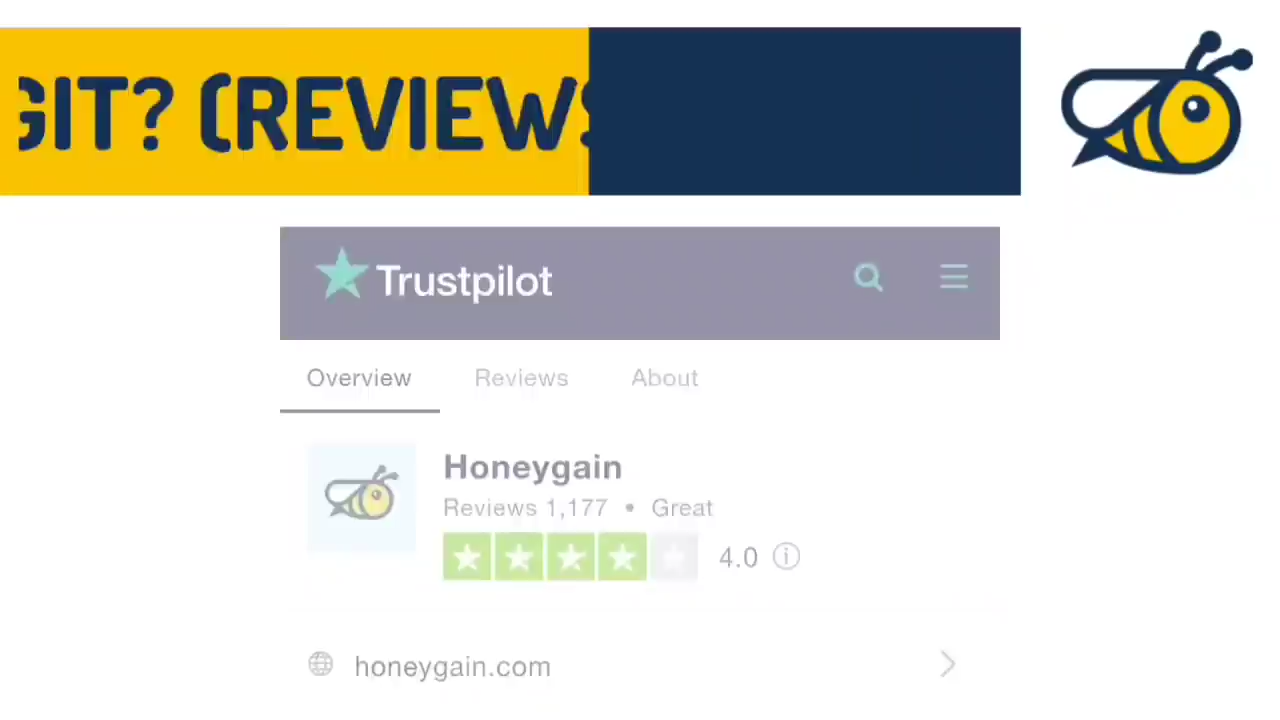 GIT? (REVIEWS
Trustpilot
Overview Reviews About
Honeygain
Reviews 1,177 • Great
4.0
honeygain.com